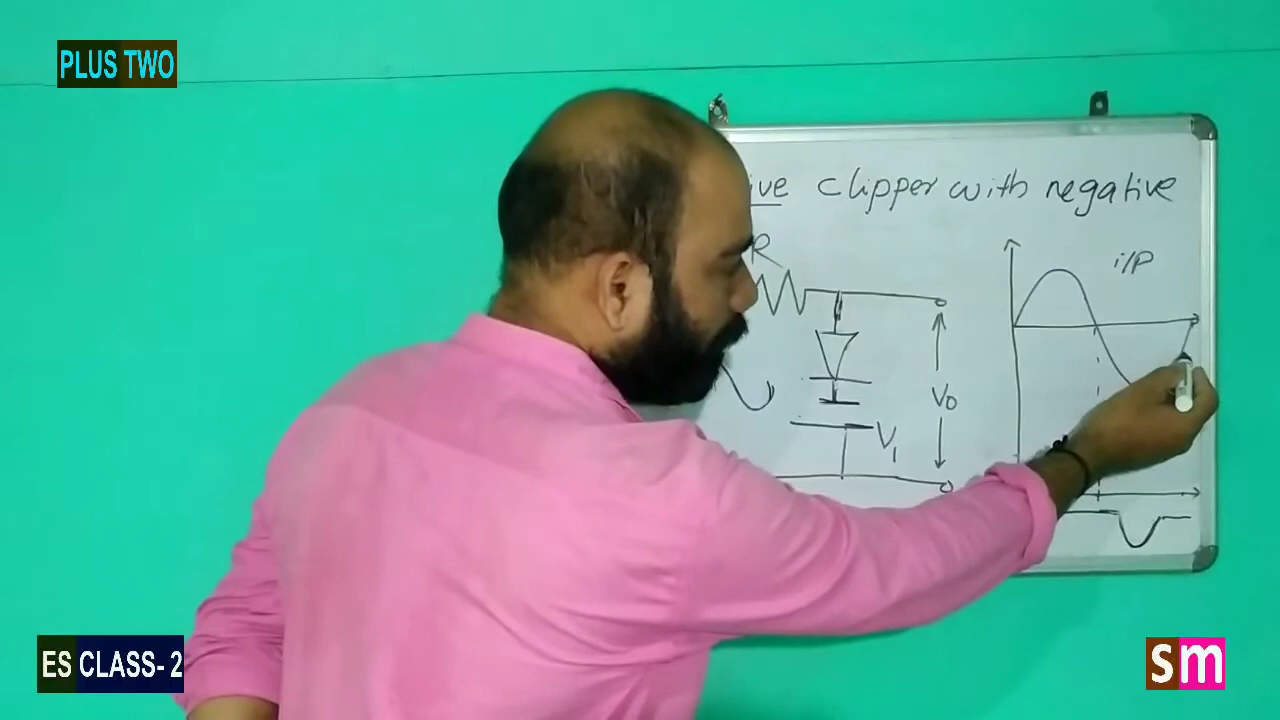 PLUS TWO
ive clipper with negative
R
i/P
Vo
V1
ES CLASS- 2
sm